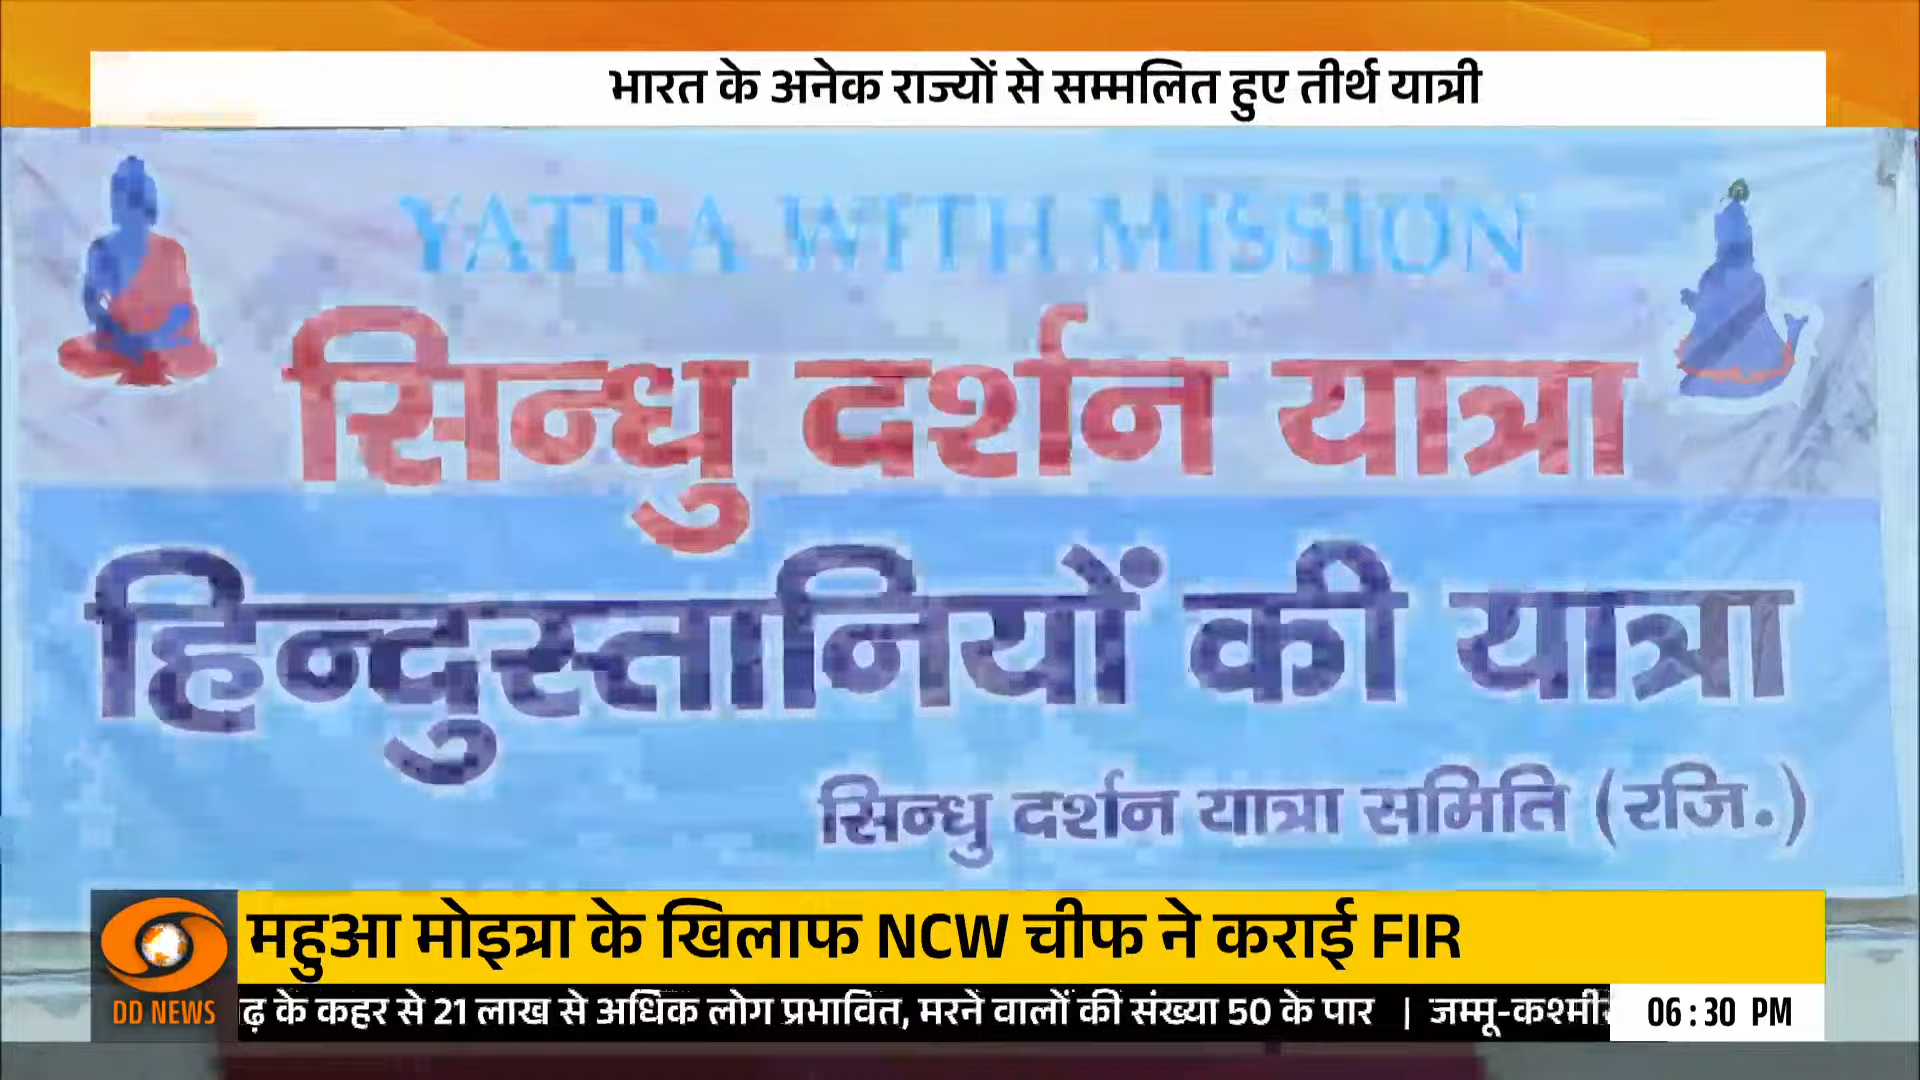 भारत के अनेक राज्यों से सम्मलित हुए तीर्थ यात्री
YATRA WITH MISSION
सिन्धु दर्शन यात्रा
हिन्दुस्तानियों की यात्रा
सिन्धु दर्शन यात्रा समिति (रजि.)
महुआ मोइत्रा के खिलाफ NCW चीफ ने कराई FIR
DD NEWS
ढ़ के कहर से 21 लाख से अधिक लोग प्रभावित, मरने वालों की संख्या 50 के पार | जम्मू-कश्मी
06:30 PM